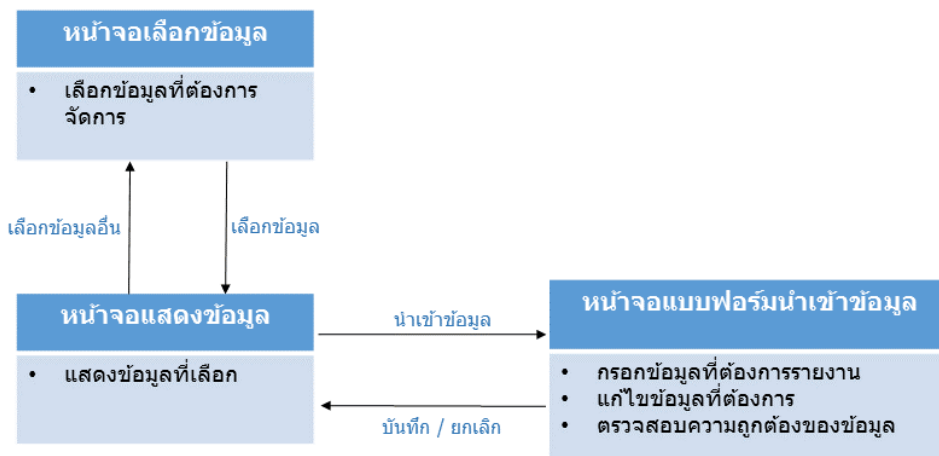 หน้าจอเลือกข้อมูล
• เลือกข้อมูลที่ต้องการ
จัดการ
เลือกข้อมูลอื่น
เลือกข้อมูล
หน้าจอแสดงข้อมูล
• แสดงข้อมูลที่เลือก
นำเข้าข้อมูล
บันทึก / ยกเลิก
หน้าจอแบบฟอร์มนำเข้าข้อมูล
• กรอกข้อมูลที่ต้องการรายงาน
• แก้ไขข้อมูลที่ต้องการ
• ตรวจสอบความถูกต้องของข้อมูล